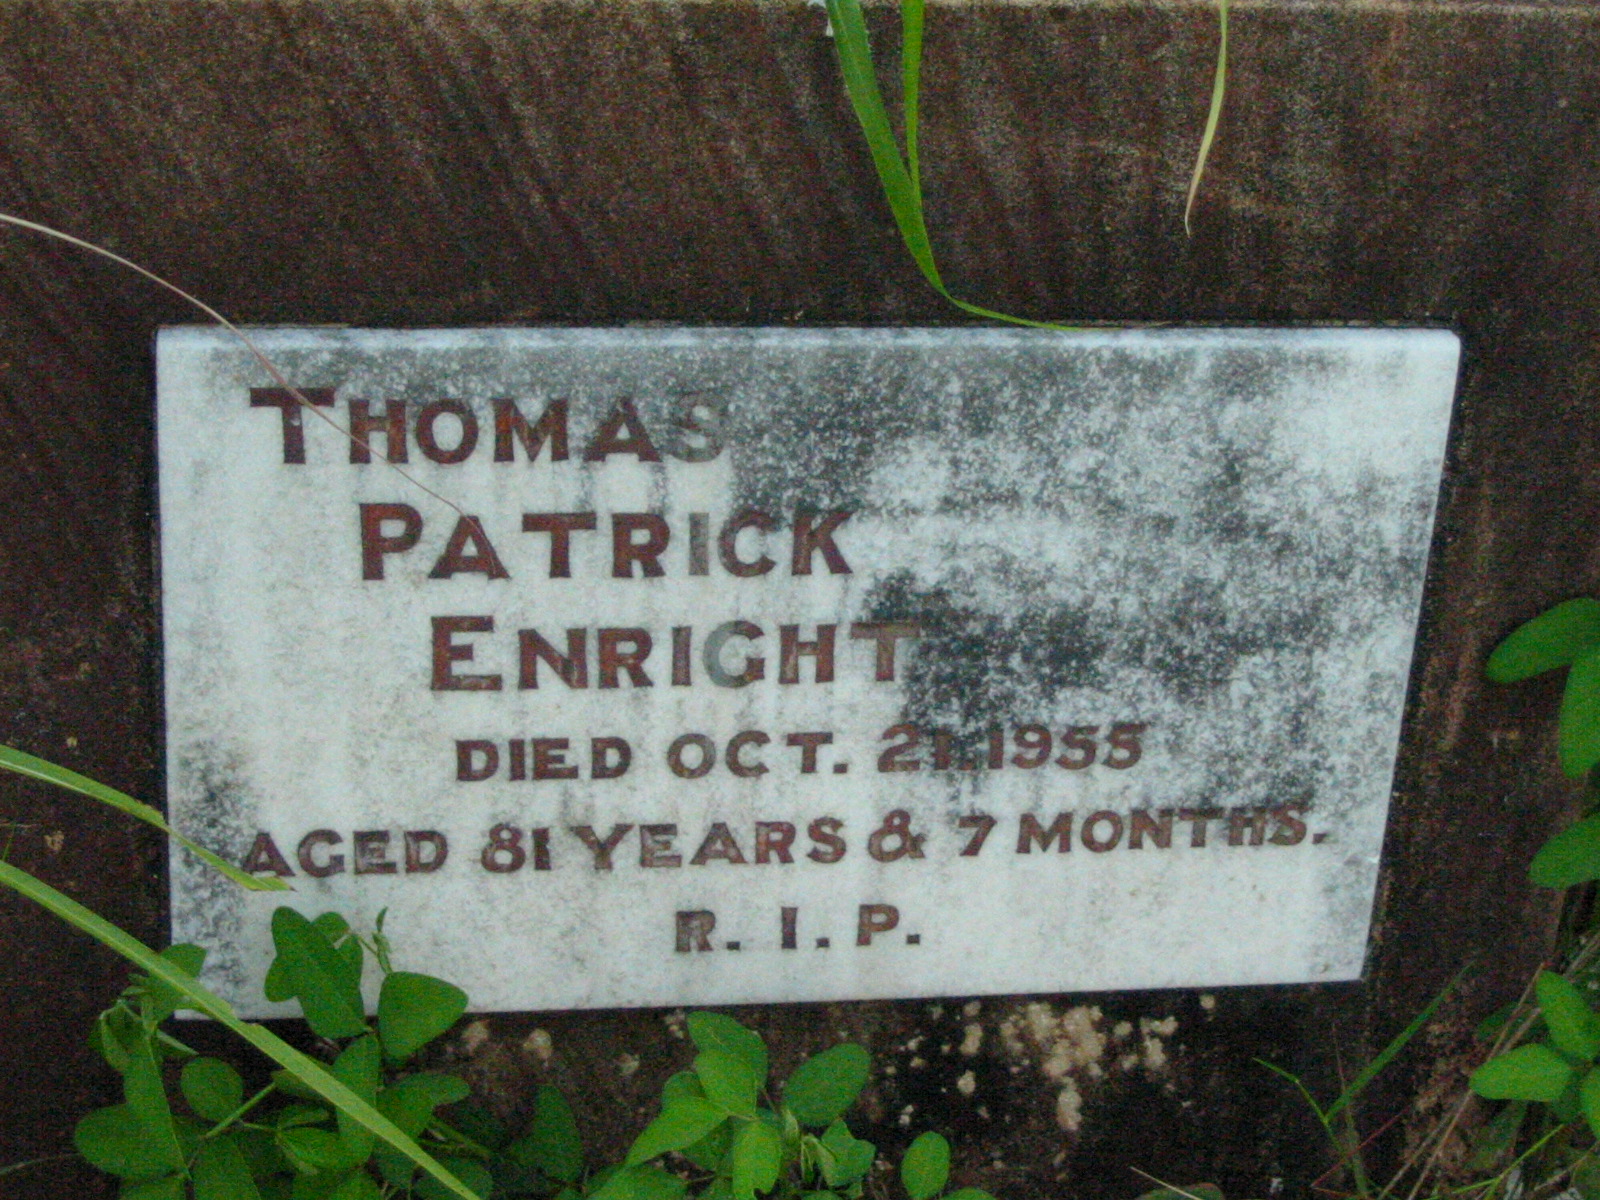 THOMAS
PATRICK
ENRIGHT
DIED OCT. 21.1955
AGED 81 YEARS & 7 MONTHS.
R. I. P.